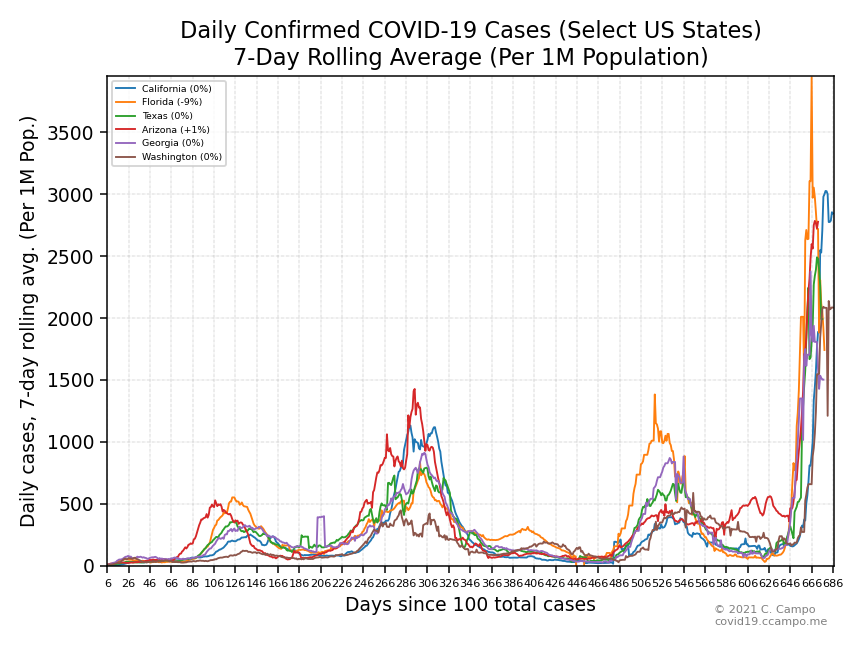 Daily Confirmed COVID-19 Cases (Select US States)
7-Day Rolling Average (Per 1M Population)
California (0%)
Florida (-9%)
Texas (0%)
Arizona (+1%)
Georgia (0%)
Washington (0%)
Daily cases, 7-day rolling avg. (Per 1M Pop.)
3500
3000
2500
2000
1500
1000
500
0
6 26 46 66 86 106 126 146 166 186 206 226 246 266 286 306 326 346 366 386 406 426 446 466 486 506 526 546 566 586 606 626 646 666 686
Days since 100 total cases
© 2021 C. Campo
covid19.ccampo.me